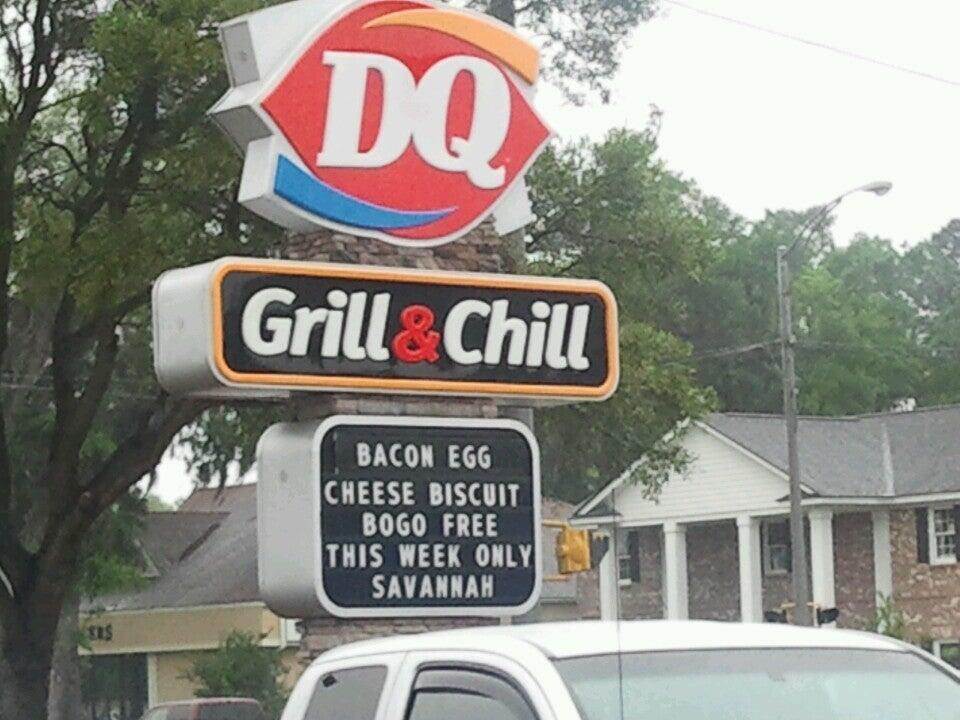 DQ
Grill & Chill
BACON EGG
CHEESE BISCUIT
BOGO FREE
THIS WEEK ONLY
SAVANNAH